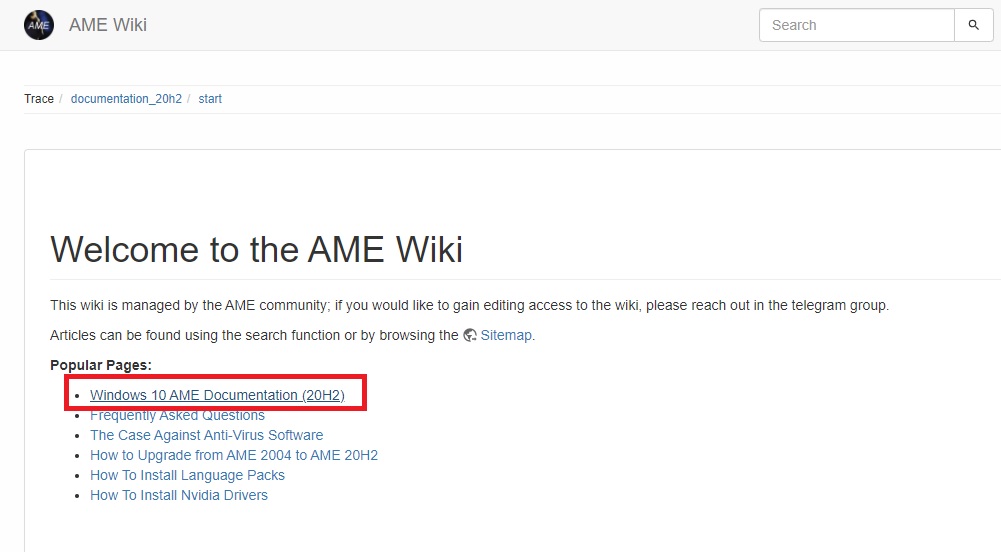 AME
AME Wiki
Search
Trace / documentation_20h2 / start
Welcome to the AME Wiki
This wiki is managed by the AME community; if you would like to gain editing access to the wiki, please reach out in the telegram group.
Articles can be found using the search function or by browsing the Sitemap.
Popular Pages:
• Windows 10 AME Documentation (20H2)
• Frequently Asked Questions
• The Case Against Anti-Virus Software
• How to Upgrade from AME 2004 to AME 20H2
• How To Install Language Packs
• How To Install Nvidia Drivers